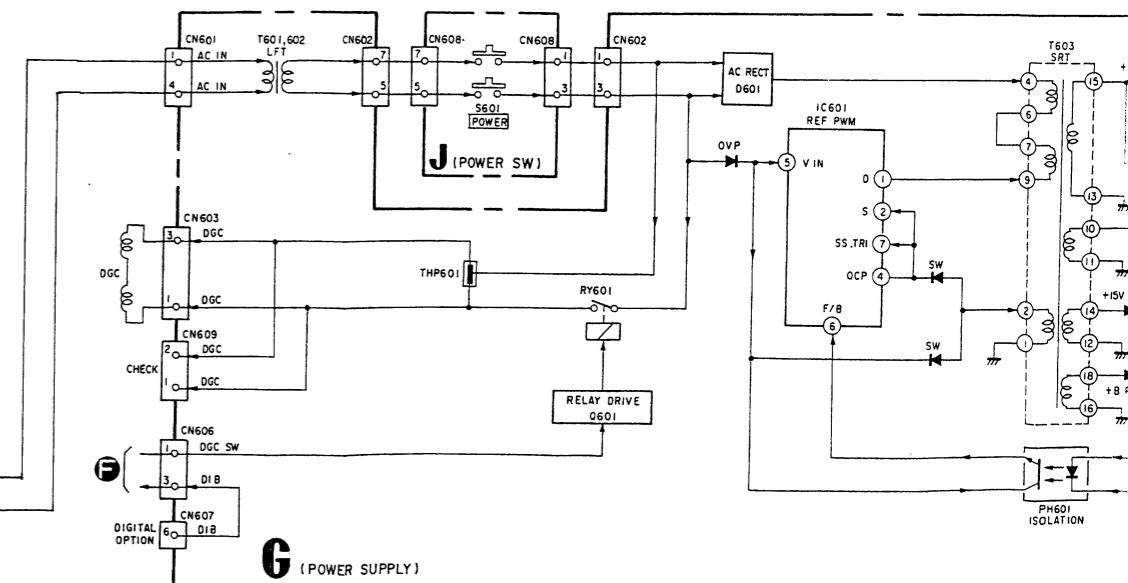 CN601
T601,602
LFT
CN602
CN608
CN608
CN602
1 AC IN
4 AC IN
7
5
7
5
1
3
1
3
S601
POWER
J (POWER SW)
AC RECT
D601
T603
SRT
4
6
7
9
15
13
10
11
+15V
14
12
18
+B
16
2
1
IC601
REF PWM
OVP
5 V IN
D 1
S 2
SS,TRI 7
OCP 4
F/B
6
SW
SW
CN603
3 DGC
DGC
1 DGC
THP601
RY601
CN609
2 DGC
CHECK
1 DGC
RELAY DRIVE
Q601
CN606
1 DGC SW
F
3 DIB
CN607
DIGITAL
OPTION
6 DIB
PH601
ISOLATION
G (POWER SUPPLY)